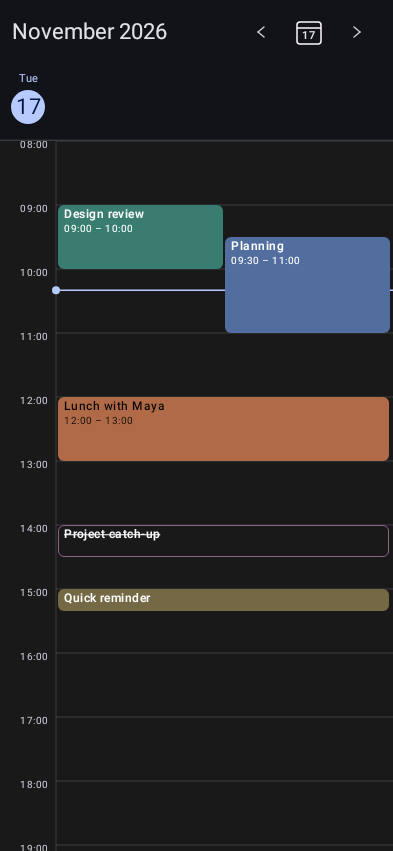 November 2026
17
Tue
17
08:00
09:00
Design review
09:00 – 10:00
Planning
09:30 – 11:00
10:00
11:00
12:00
Lunch with Maya
12:00 – 13:00
13:00
14:00
Project catch-up
15:00
Quick reminder
16:00
17:00
18:00
19:00